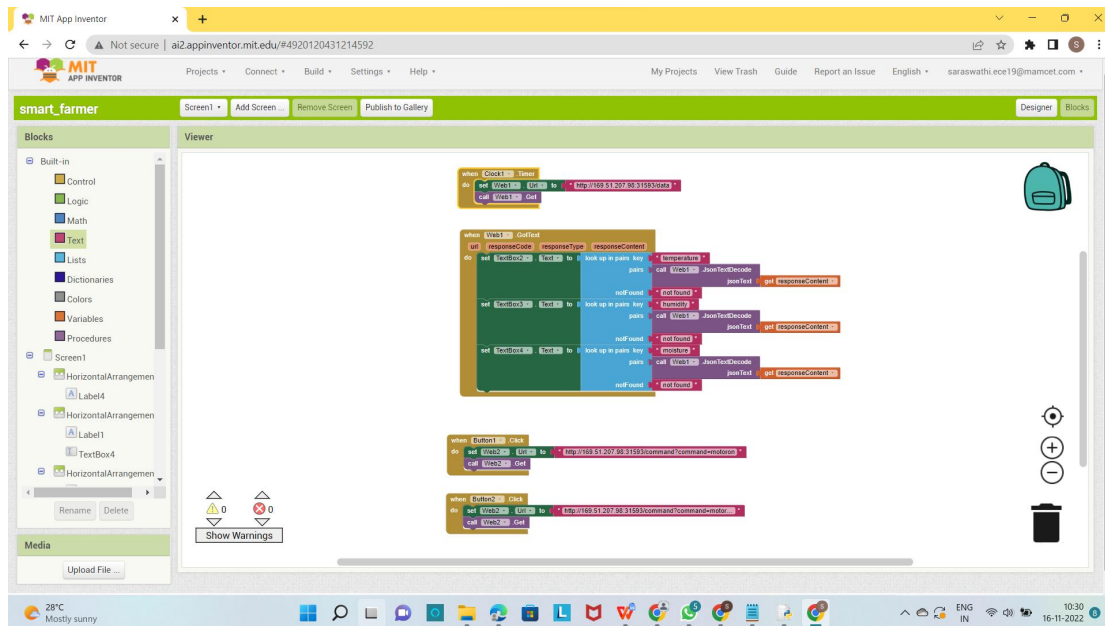 MIT App Inventor
Not secure | ai2.appinventor.mit.edu/#4920120431214592
S
MIT
APP INVENTOR
Projects Connect Build Settings Help My Projects View Trash Guide Report an Issue English saraswathi.ece19@mamcet.com
smart_farmer Screen1 Add Screen ... Remove Screen Publish to Gallery Designer Blocks
Blocks Viewer
Built-in
Control
Logic
Math
Text
Lists
Dictionaries
Colors
Variables
Procedures
Screen1
HorizontalArrangemen
Label4
HorizontalArrangemen
Label1
TextBox4
HorizontalArrangemen
Rename Delete
Media
Upload File ...
when Clock1 Timer
do set Web1 Url to " http://169.51.207.98:31593/data "
call Web1 Get
when Web1 GotText
url responseCode responseType responseContent
do set TextBox2 Text to look up in pairs key " temperature "
pairs call Web1 JsonTextDecode
jsonText get responseContent
notFound " not found "
set TextBox3 Text to look up in pairs key " humidity "
pairs call Web1 JsonTextDecode
jsonText get responseContent
notFound " not found "
set TextBox4 Text to look up in pairs key " moisture "
pairs call Web1 JsonTextDecode
jsonText get responseContent
notFound " not found "
when Button1 Click
do set Web2 Url to " http://169.51.207.98:31593/command?command=motoron "
call Web2 Get
when Button2 Click
do set Web2 Url to " http://169.51.207.98:31593/command?command=motor... "
call Web2 Get
0 0
Show Warnings
28°C
Mostly sunny
ENG
IN
10:30
16-11-2022
8